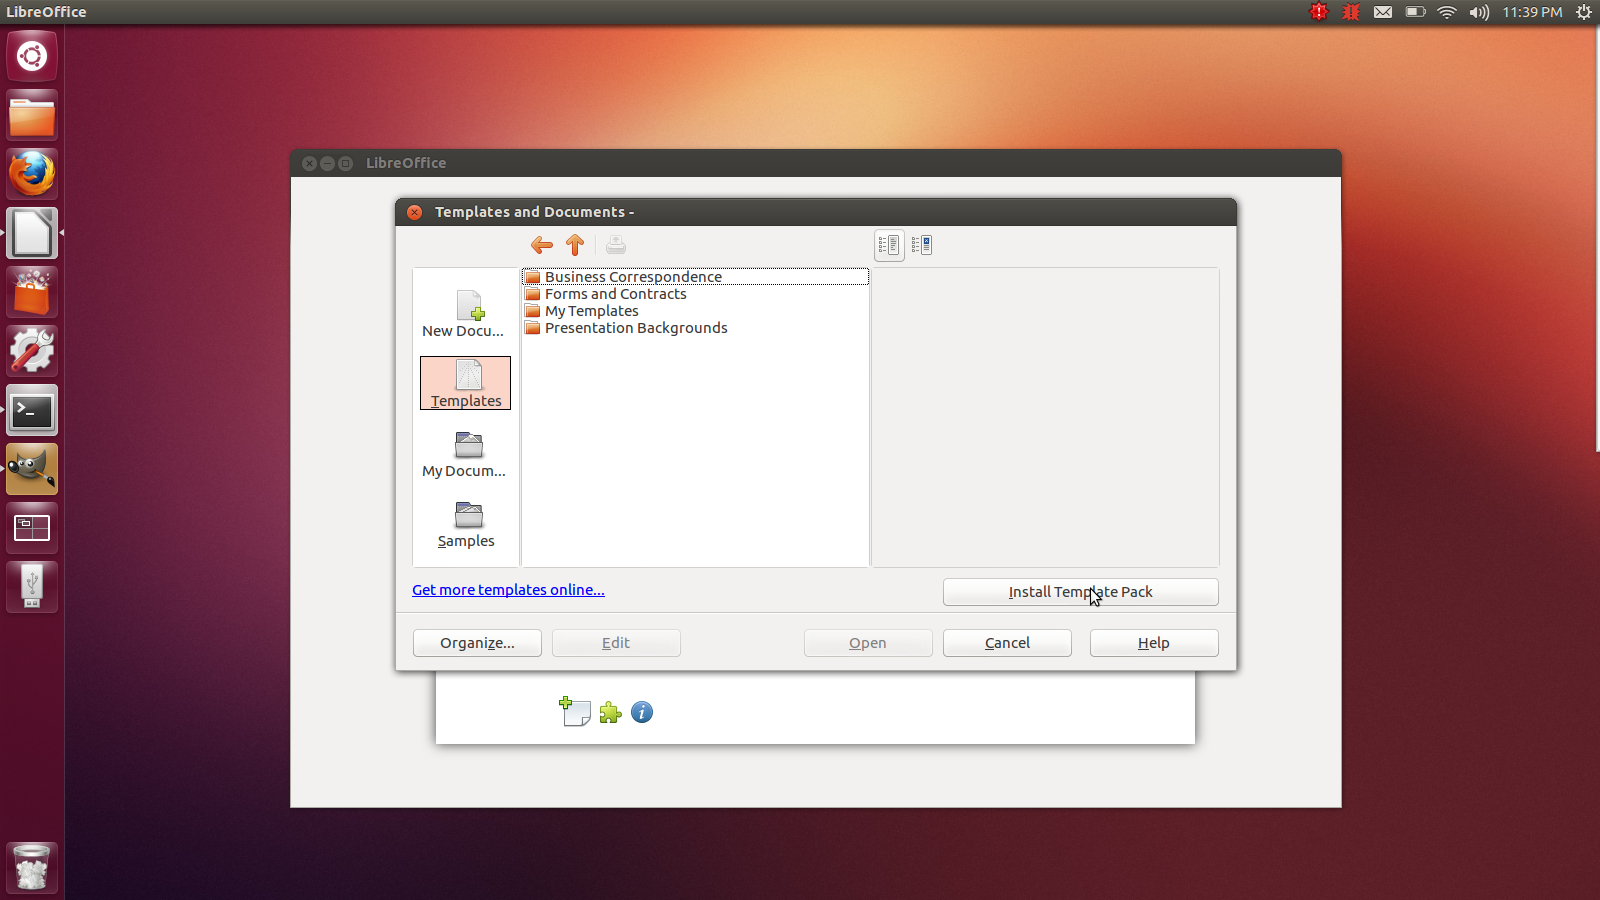 LibreOffice
11:39 PM
LibreOffice
Templates and Documents -
Business Correspondence
Forms and Contracts
My Templates
Presentation Backgrounds
New Docu...
Templates
My Docum...
Samples
Get more templates online...
Install Template Pack
Organize...
Edit
Open
Cancel
Help